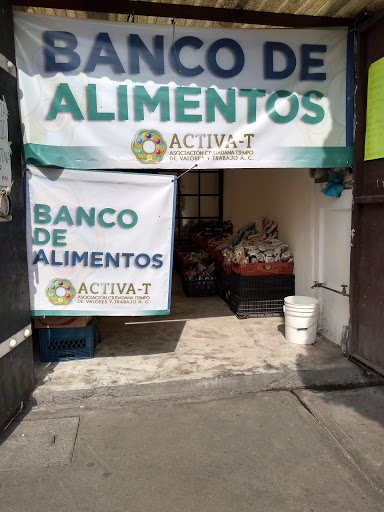 BANCO DE
ALIMENTOS
ACTIVA-T
ASOCIACIÓN CIUDADANA TIEMPO
DE VALORES Y TRABAJO A. C.
BANCO
DE
ALIMENTOS
ACTIVA-T
ASOCIACIÓN CIUDADANA TIEMPO
DE VALORES Y TRABAJO A. C.